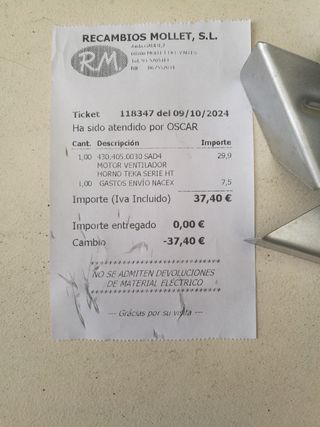 RECAMBIOS MOLLET, S.L.
RM
Ticket 118347 del 09/10/2024
Ha sido atendido por OSCAR
Cant. Descripción Importe
1,00 430.405.0030 SAD4 29,9
MOTOR VENTILADOR
HORNO TEKA SERIE HT
1,00 GASTOS ENVÍO NACEX 7,5
Importe (Iva Incluido) 37,40 €
Importe entregado 0,00 €
Cambio -37,40 €
NO SE ADMITEN DEVOLUCIONES
DE MATERIAL ELÉCTRICO
--- Grácias por su visita ---